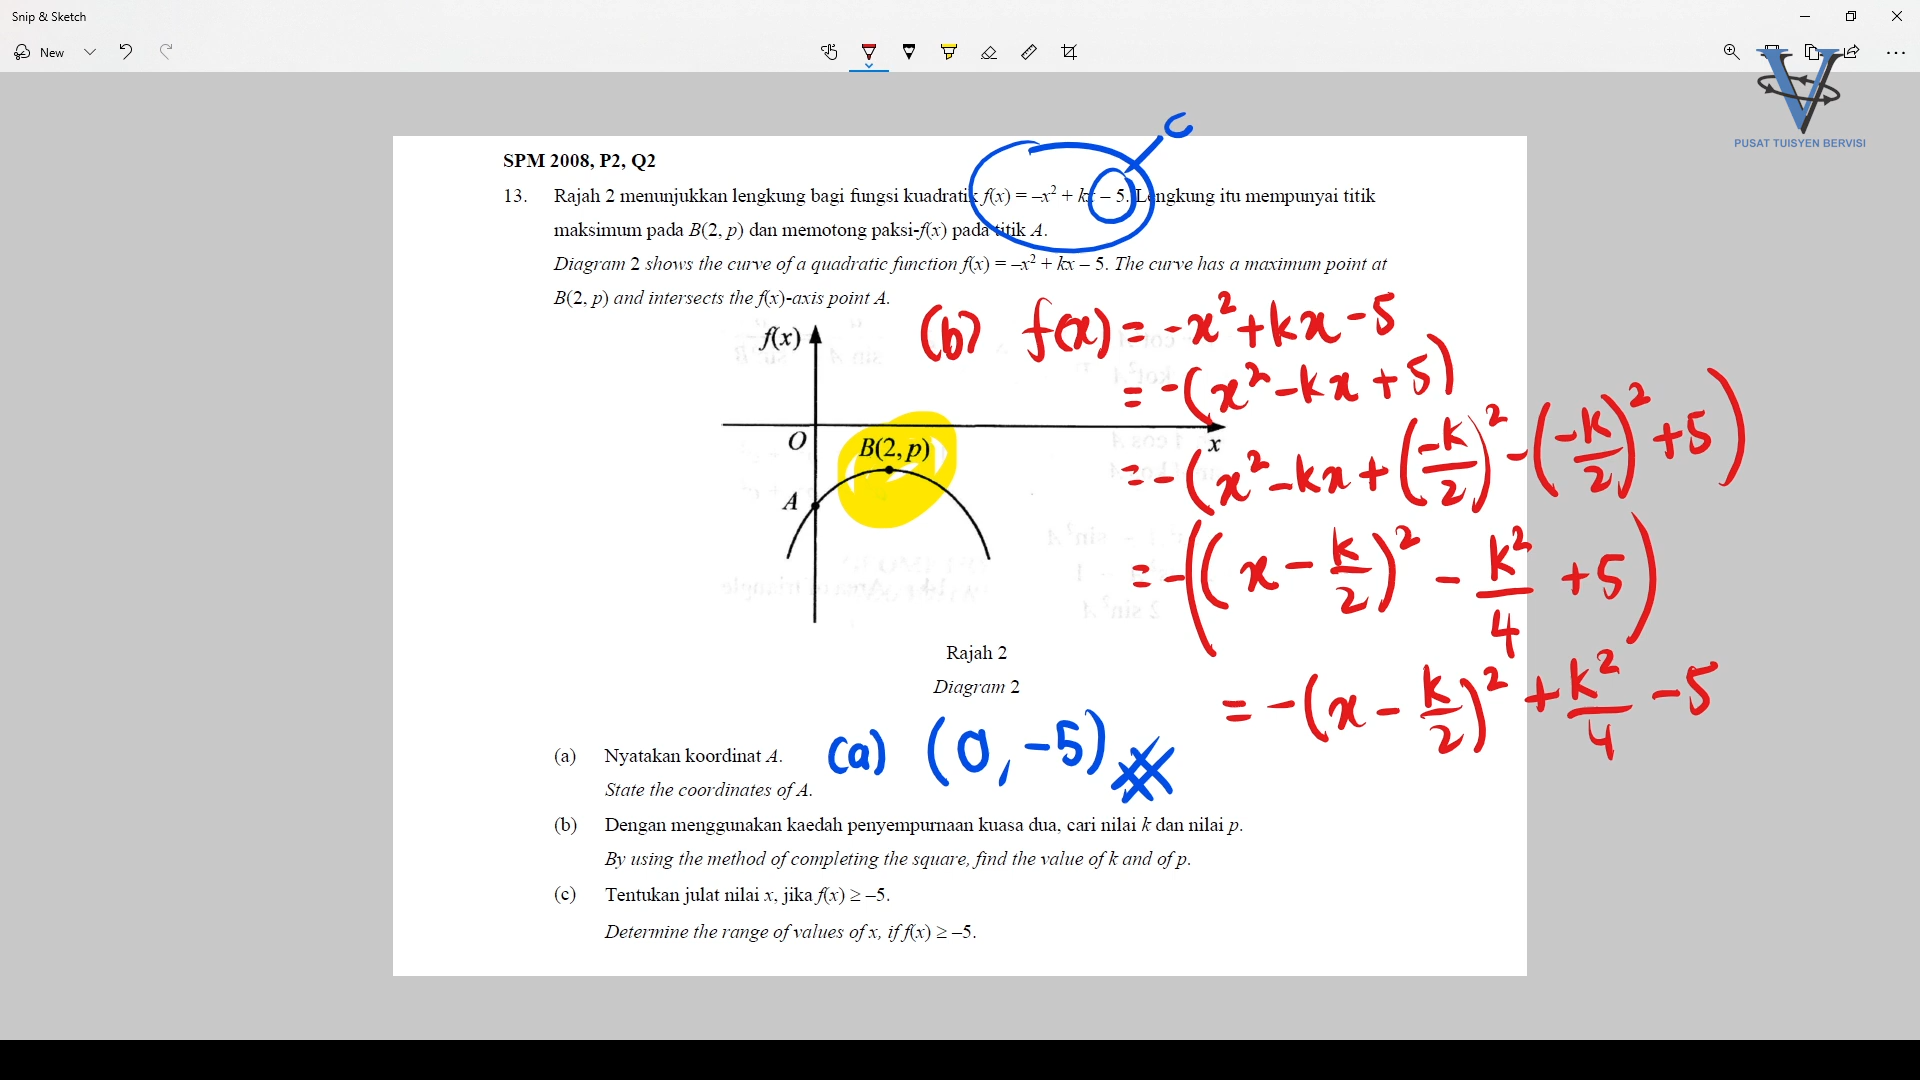 Snip & Sketch
New
PUSAT TUISYEN BERVISI
c
SPM 2008, P2, Q2
13. Rajah 2 menunjukkan lengkung bagi fungsi kuadratik f(x) = –x² + kx – 5. Lengkung itu mempunyai titik
maksimum pada B(2, p) dan memotong paksi-f(x) pada titik A.
Diagram 2 shows the curve of a quadratic function f(x) = –x² + kx – 5. The curve has a maximum point at
B(2, p) and intersects the f(x)-axis point A.
f(x)
O
B(2, p)
x
A
(b) f(x) = -x² + kx - 5
= -(x² - kx + 5)
= -(x² - kx + (-k/2)² - (-k/2)² + 5)
= -((x - k/2)² - k²/4 + 5)
= -(x - k/2)² + k²/4 - 5
Rajah 2
Diagram 2
(a) Nyatakan koordinat A.
State the coordinates of A.
(a) (0, -5)
(b) Dengan menggunakan kaedah penyempurnaan kuasa dua, cari nilai k dan nilai p.
By using the method of completing the square, find the value of k and of p.
(c) Tentukan julat nilai x, jika f(x) ≥ –5.
Determine the range of values of x, if f(x) ≥ –5.